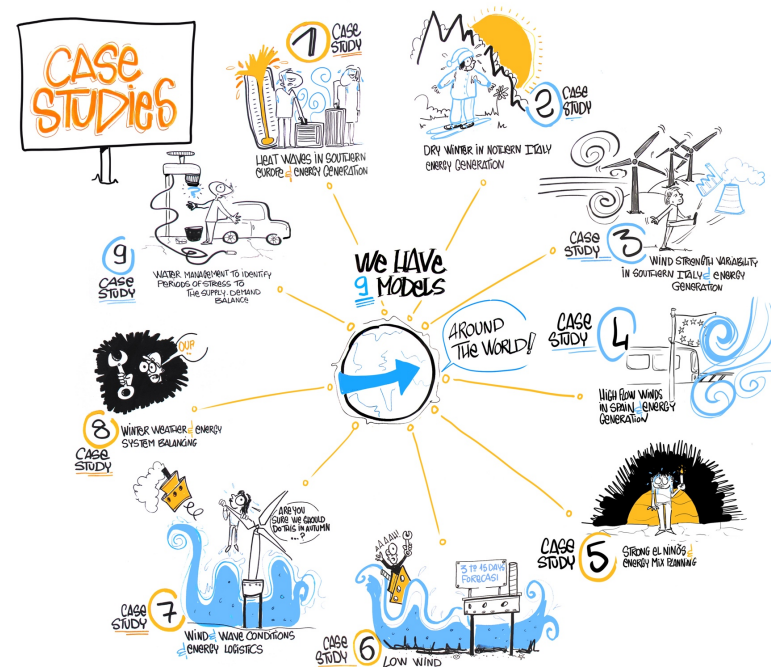 CASE
STUDIES
1
CASE
STUDY
HEAT WAVES IN SOUTHERN
EUROPE & ENERGY GENERATION
2
CASE
STUDY
DRY WINTER IN NOTHERN ITALY
ENERGY GENERATION
CASE
STUDY
3
WIND STRENGTH VARIABILITY
IN SOUTHERN ITALY & ENERGY
GENERATION
WE HAVE
9 MODELS
AROUND
THE WORLD!
CASE
STUDY
4
HIGH FLOW WINDS
IN SPAIN & ENERGY
GENERATION
CASE
STUDY
5
STRONG EL NIÑOS &
ENERGY MIX PLANNING
3 TO 15 DAYS
FORECAST
AAAAH!
CASE
STUDY
6
LOW WIND
ARE YOU
SURE WE SHOULD
DO THIS IN AUTUMN
...?
CASE
STUDY
7
WIND & WAVE CONDITIONS
& ENERGY LOGISTICS
OUPS
8
CASE
STUDY
WINTER WEATHER & ENERGY
SYSTEM BALANCING
9
CASE
STUDY
WATER MANAGEMENT TO IDENTIFY
PERIODS OF STRESS TO
THE SUPPLY-DEMAND
BALANCE